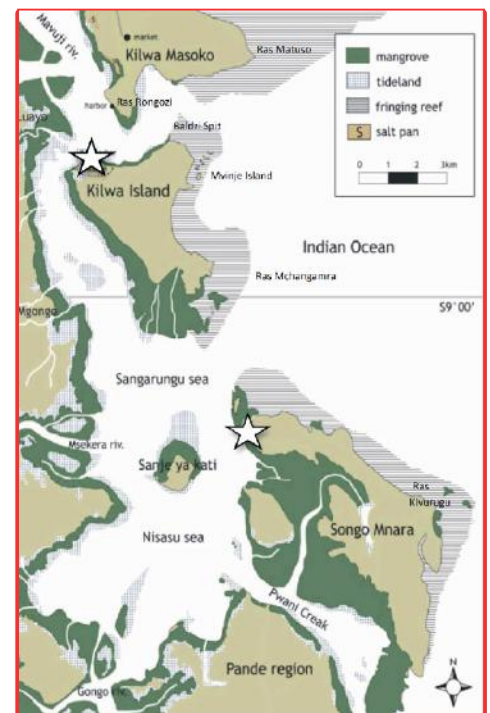 market
Kilwa Masoko
Ras Matuso
Mavuji riv.
harbor
Ras Rongozi
Baldzi Spit
Mvinje Island
Kilwa Island
mangrove
tideland
fringing reef
S
salt pan
0 1 2 3km
Indian Ocean
Ras Mchangamra
S9°00'
Mgongo
Sangarungu sea
Msekera riv.
Sanje ya kati
Ras
Kivurugu
Songo Mnara
Nisasu sea
Pwani Creak
Pande region
Gongo riv.
N